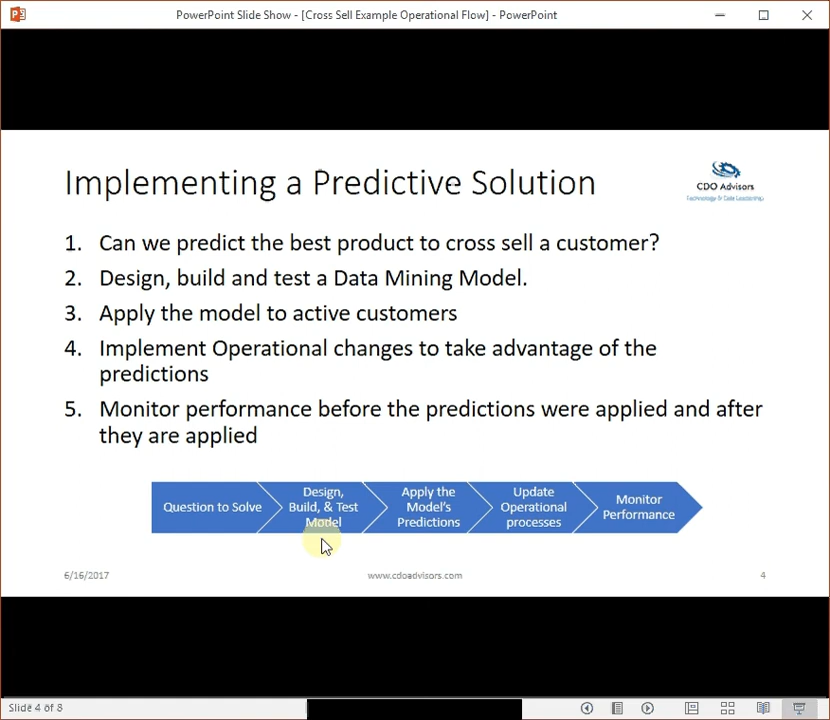 PowerPoint Slide Show - [Cross Sell Example Operational Flow] - PowerPoint
Implementing a Predictive Solution
CDO Advisors
Technology & Data Leadership
1. Can we predict the best product to cross sell a customer?
2. Design, build and test a Data Mining Model.
3. Apply the model to active customers
4. Implement Operational changes to take advantage of the
predictions
5. Monitor performance before the predictions were applied and after
they are applied
Question to Solve
Design,
Build, & Test
Model
Apply the
Model's
Predictions
Update
Operational
processes
Monitor
Performance
6/16/2017
www.cdoadvisors.com
4
Slide 4 of 8